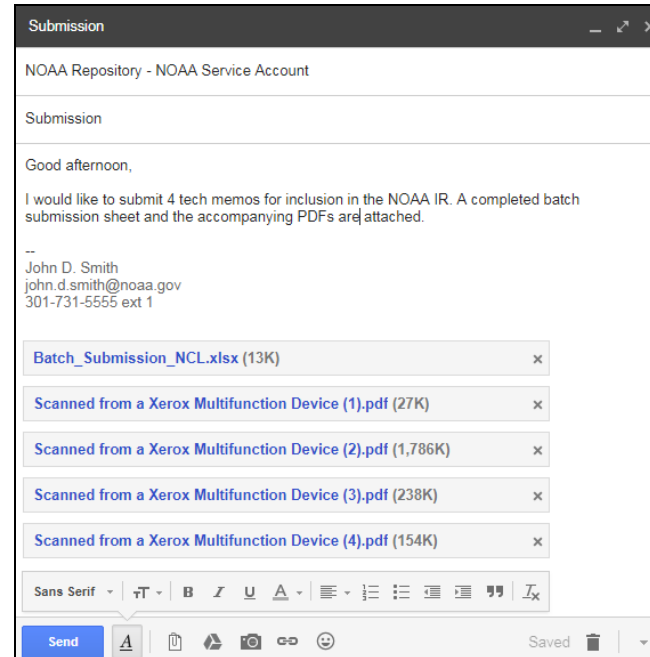 Submission
NOAA Repository - NOAA Service Account
Submission
Good afternoon,
I would like to submit 4 tech memos for inclusion in the NOAA IR. A completed batch
submission sheet and the accompanying PDFs are attached.
--
John D. Smith
john.d.smith@noaa.gov
301-731-5555 ext 1
Batch_Submission_NCL.xlsx (13K)
Scanned from a Xerox Multifunction Device (1).pdf (27K)
Scanned from a Xerox Multifunction Device (2).pdf (1,786K)
Scanned from a Xerox Multifunction Device (3).pdf (238K)
Scanned from a Xerox Multifunction Device (4).pdf (154K)
Sans Serif
Send
Saved